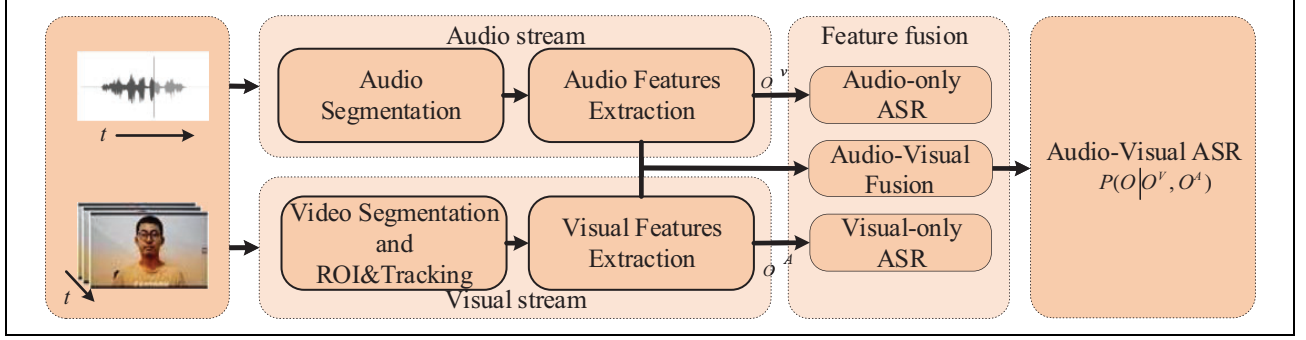 t
t
Audio stream
Audio
Segmentation
Audio Features
Extraction
O^V
Video Segmentation
and
ROI&Tracking
Visual Features
Extraction
O^A
Visual stream
Feature fusion
Audio-only
ASR
Audio-Visual
Fusion
Visual-only
ASR
Audio-Visual ASR
P(O|O^V, O^A)